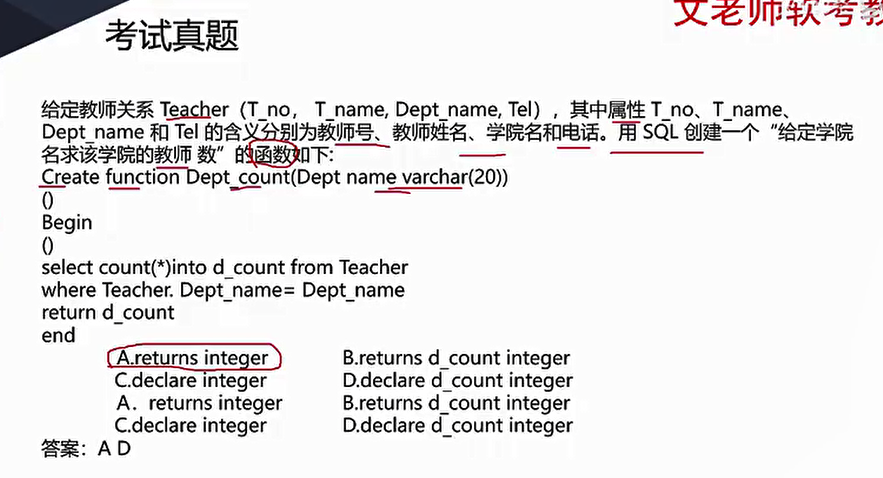 文老师软考教
考试真题
给定教师关系 Teacher（T_no， T_name, Dept_name, Tel），其中属性 T_no、T_name、
Dept_name 和 Tel 的含义分别为教师号、教师姓名、学院名和电话。用 SQL 创建一个“给定学院
名求该学院的教师 数”的函数如下:
Create function Dept_count(Dept name varchar(20))
()
Begin
()
select count(*)into d_count from Teacher
where Teacher. Dept_name= Dept_name
return d_count
end
A.returns integer B.returns d_count integer
C.declare integer D.declare d_count integer
A．returns integer B.returns d_count integer
C.declare integer D.declare d_count integer
答案：A D